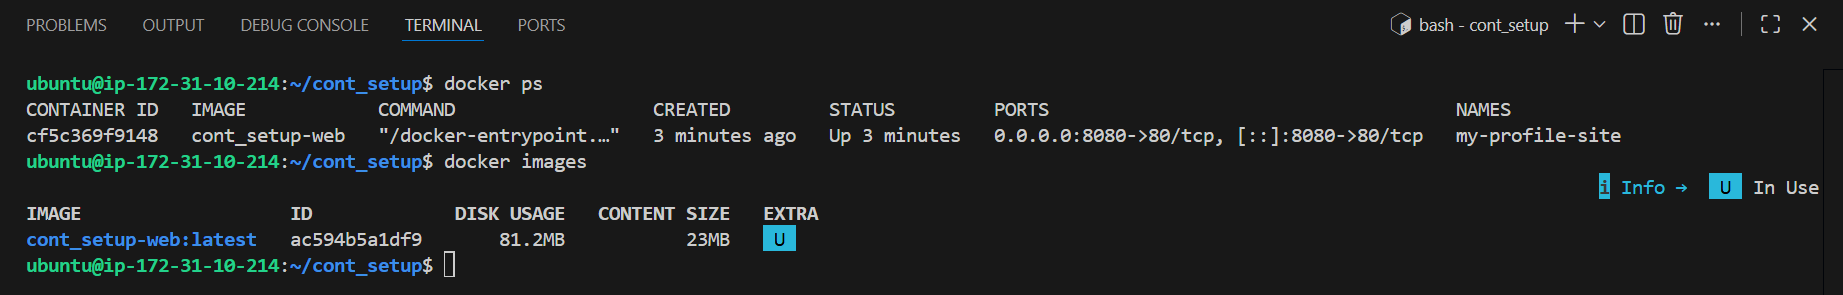 PROBLEMS OUTPUT DEBUG CONSOLE TERMINAL PORTS bash - cont_setup
ubuntu@ip-172-31-10-214:~/cont_setup$ docker ps
CONTAINER ID IMAGE COMMAND CREATED STATUS PORTS NAMES
cf5c369f9148 cont_setup-web "/docker-entrypoint.…" 3 minutes ago Up 3 minutes 0.0.0.0:8080->80/tcp, [::]:8080->80/tcp my-profile-site
ubuntu@ip-172-31-10-214:~/cont_setup$ docker images
i Info → U In Use
IMAGE ID DISK USAGE CONTENT SIZE EXTRA
cont_setup-web:latest ac594b5a1df9 81.2MB 23MB U
ubuntu@ip-172-31-10-214:~/cont_setup$